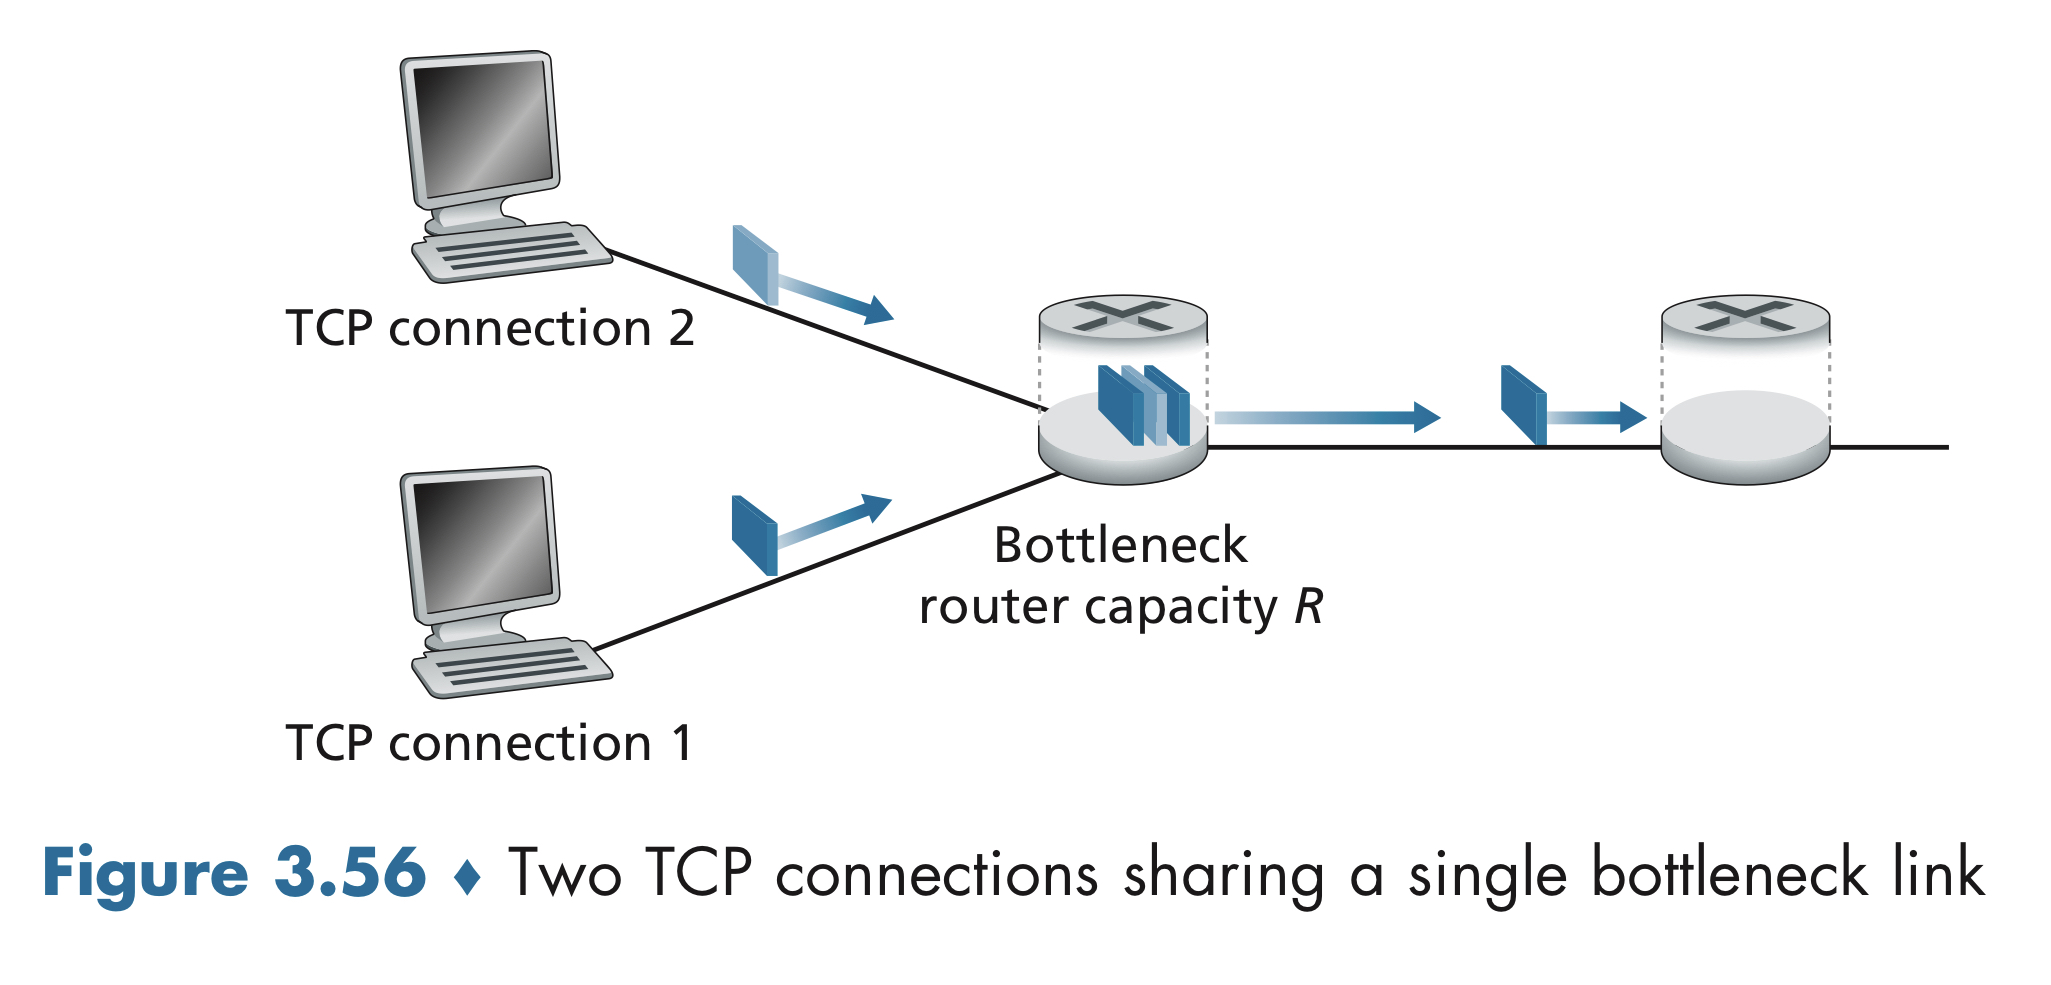 TCP connection 2
Bottleneck
router capacity R
TCP connection 1
Figure 3.56 ♦ Two TCP connections sharing a single bottleneck link